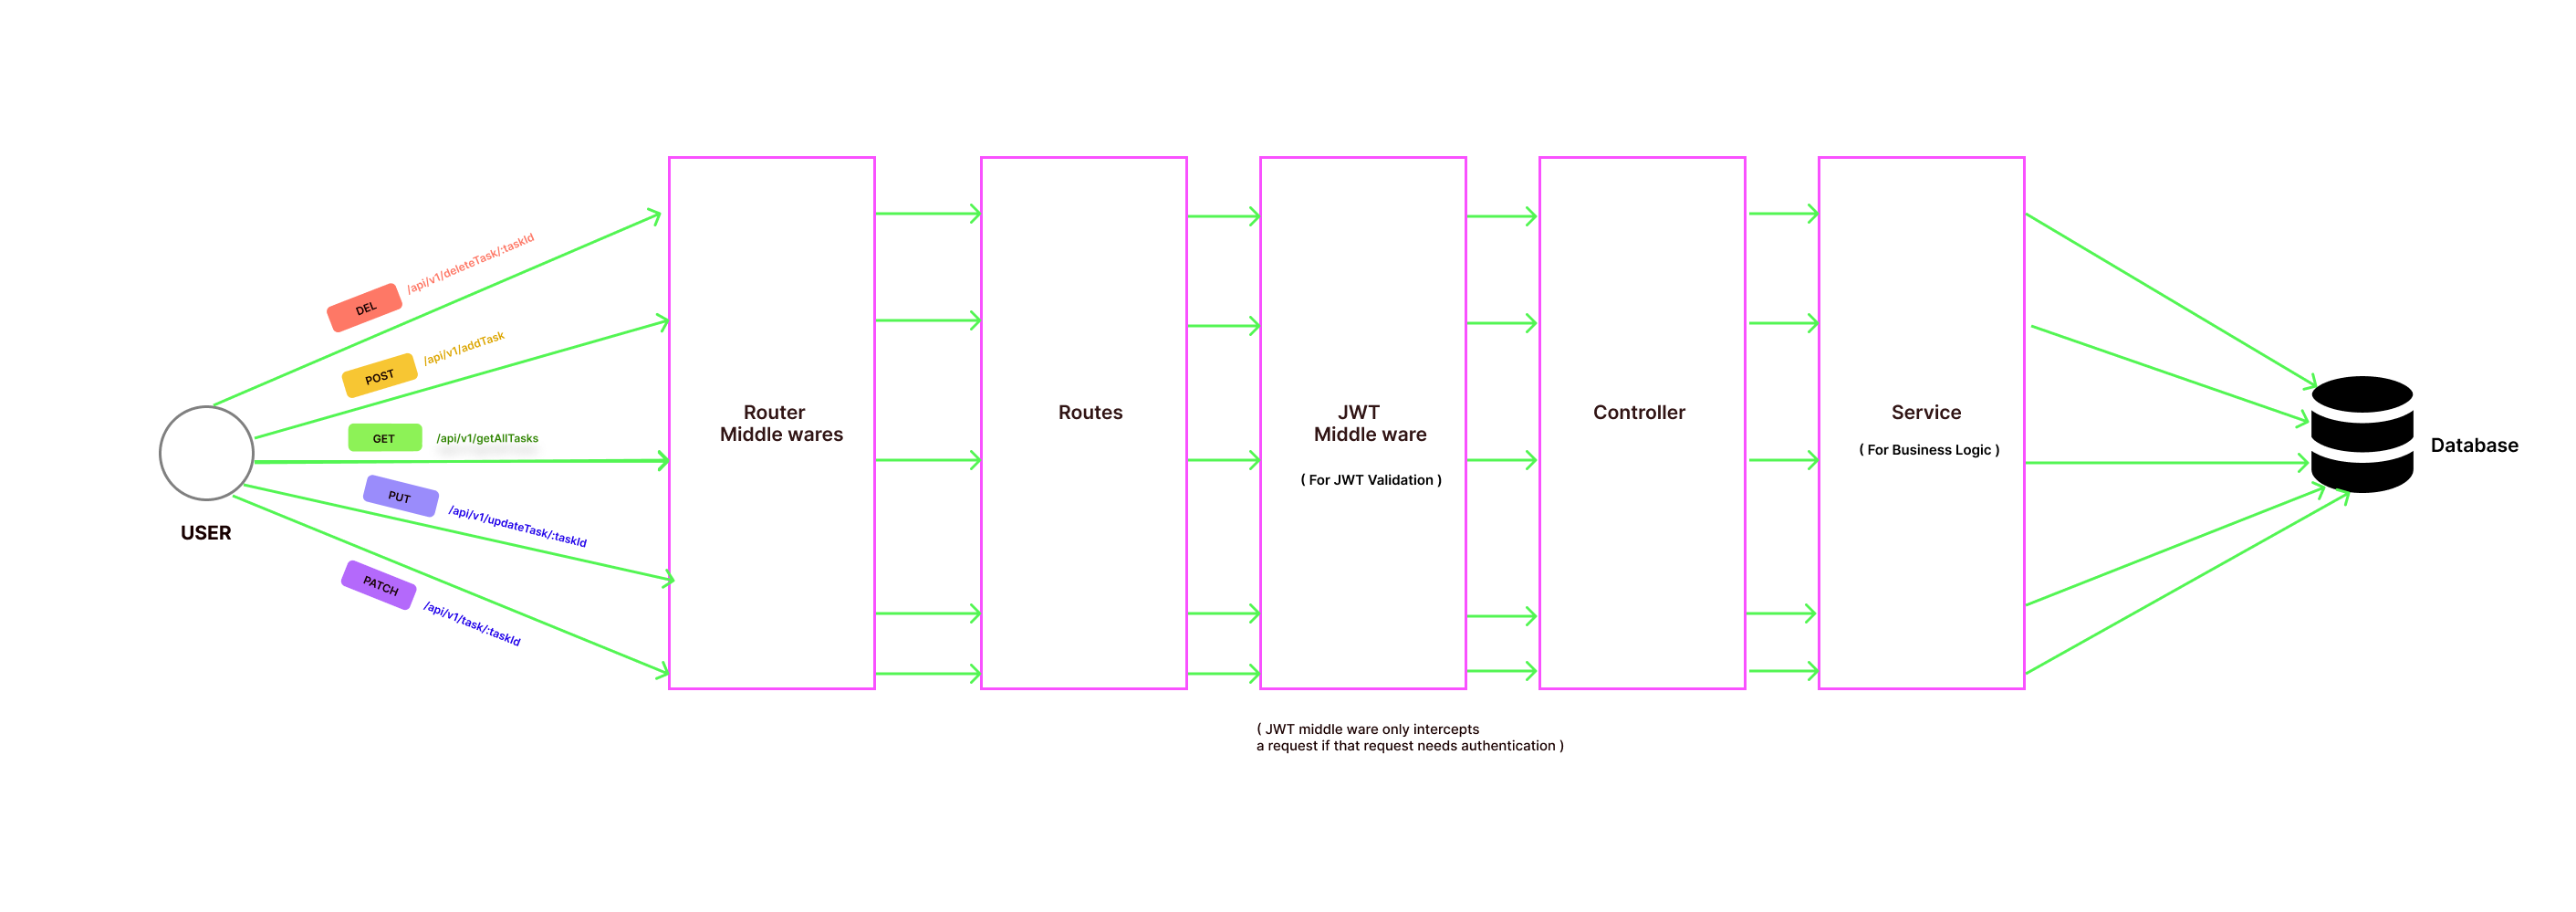 DEL
/api/v1/deleteTask/:taskId
POST
/api/v1/addTask
GET
/api/v1/getAllTasks
PUT
/api/v1/updateTask/:taskId
PATCH
/api/v1/task/:taskId
USER
Router
Middle wares
Routes
JWT
Middle ware
( For JWT Validation )
Controller
Service
( For Business Logic )
Database
( JWT middle ware only intercepts
a request if that request needs authentication )